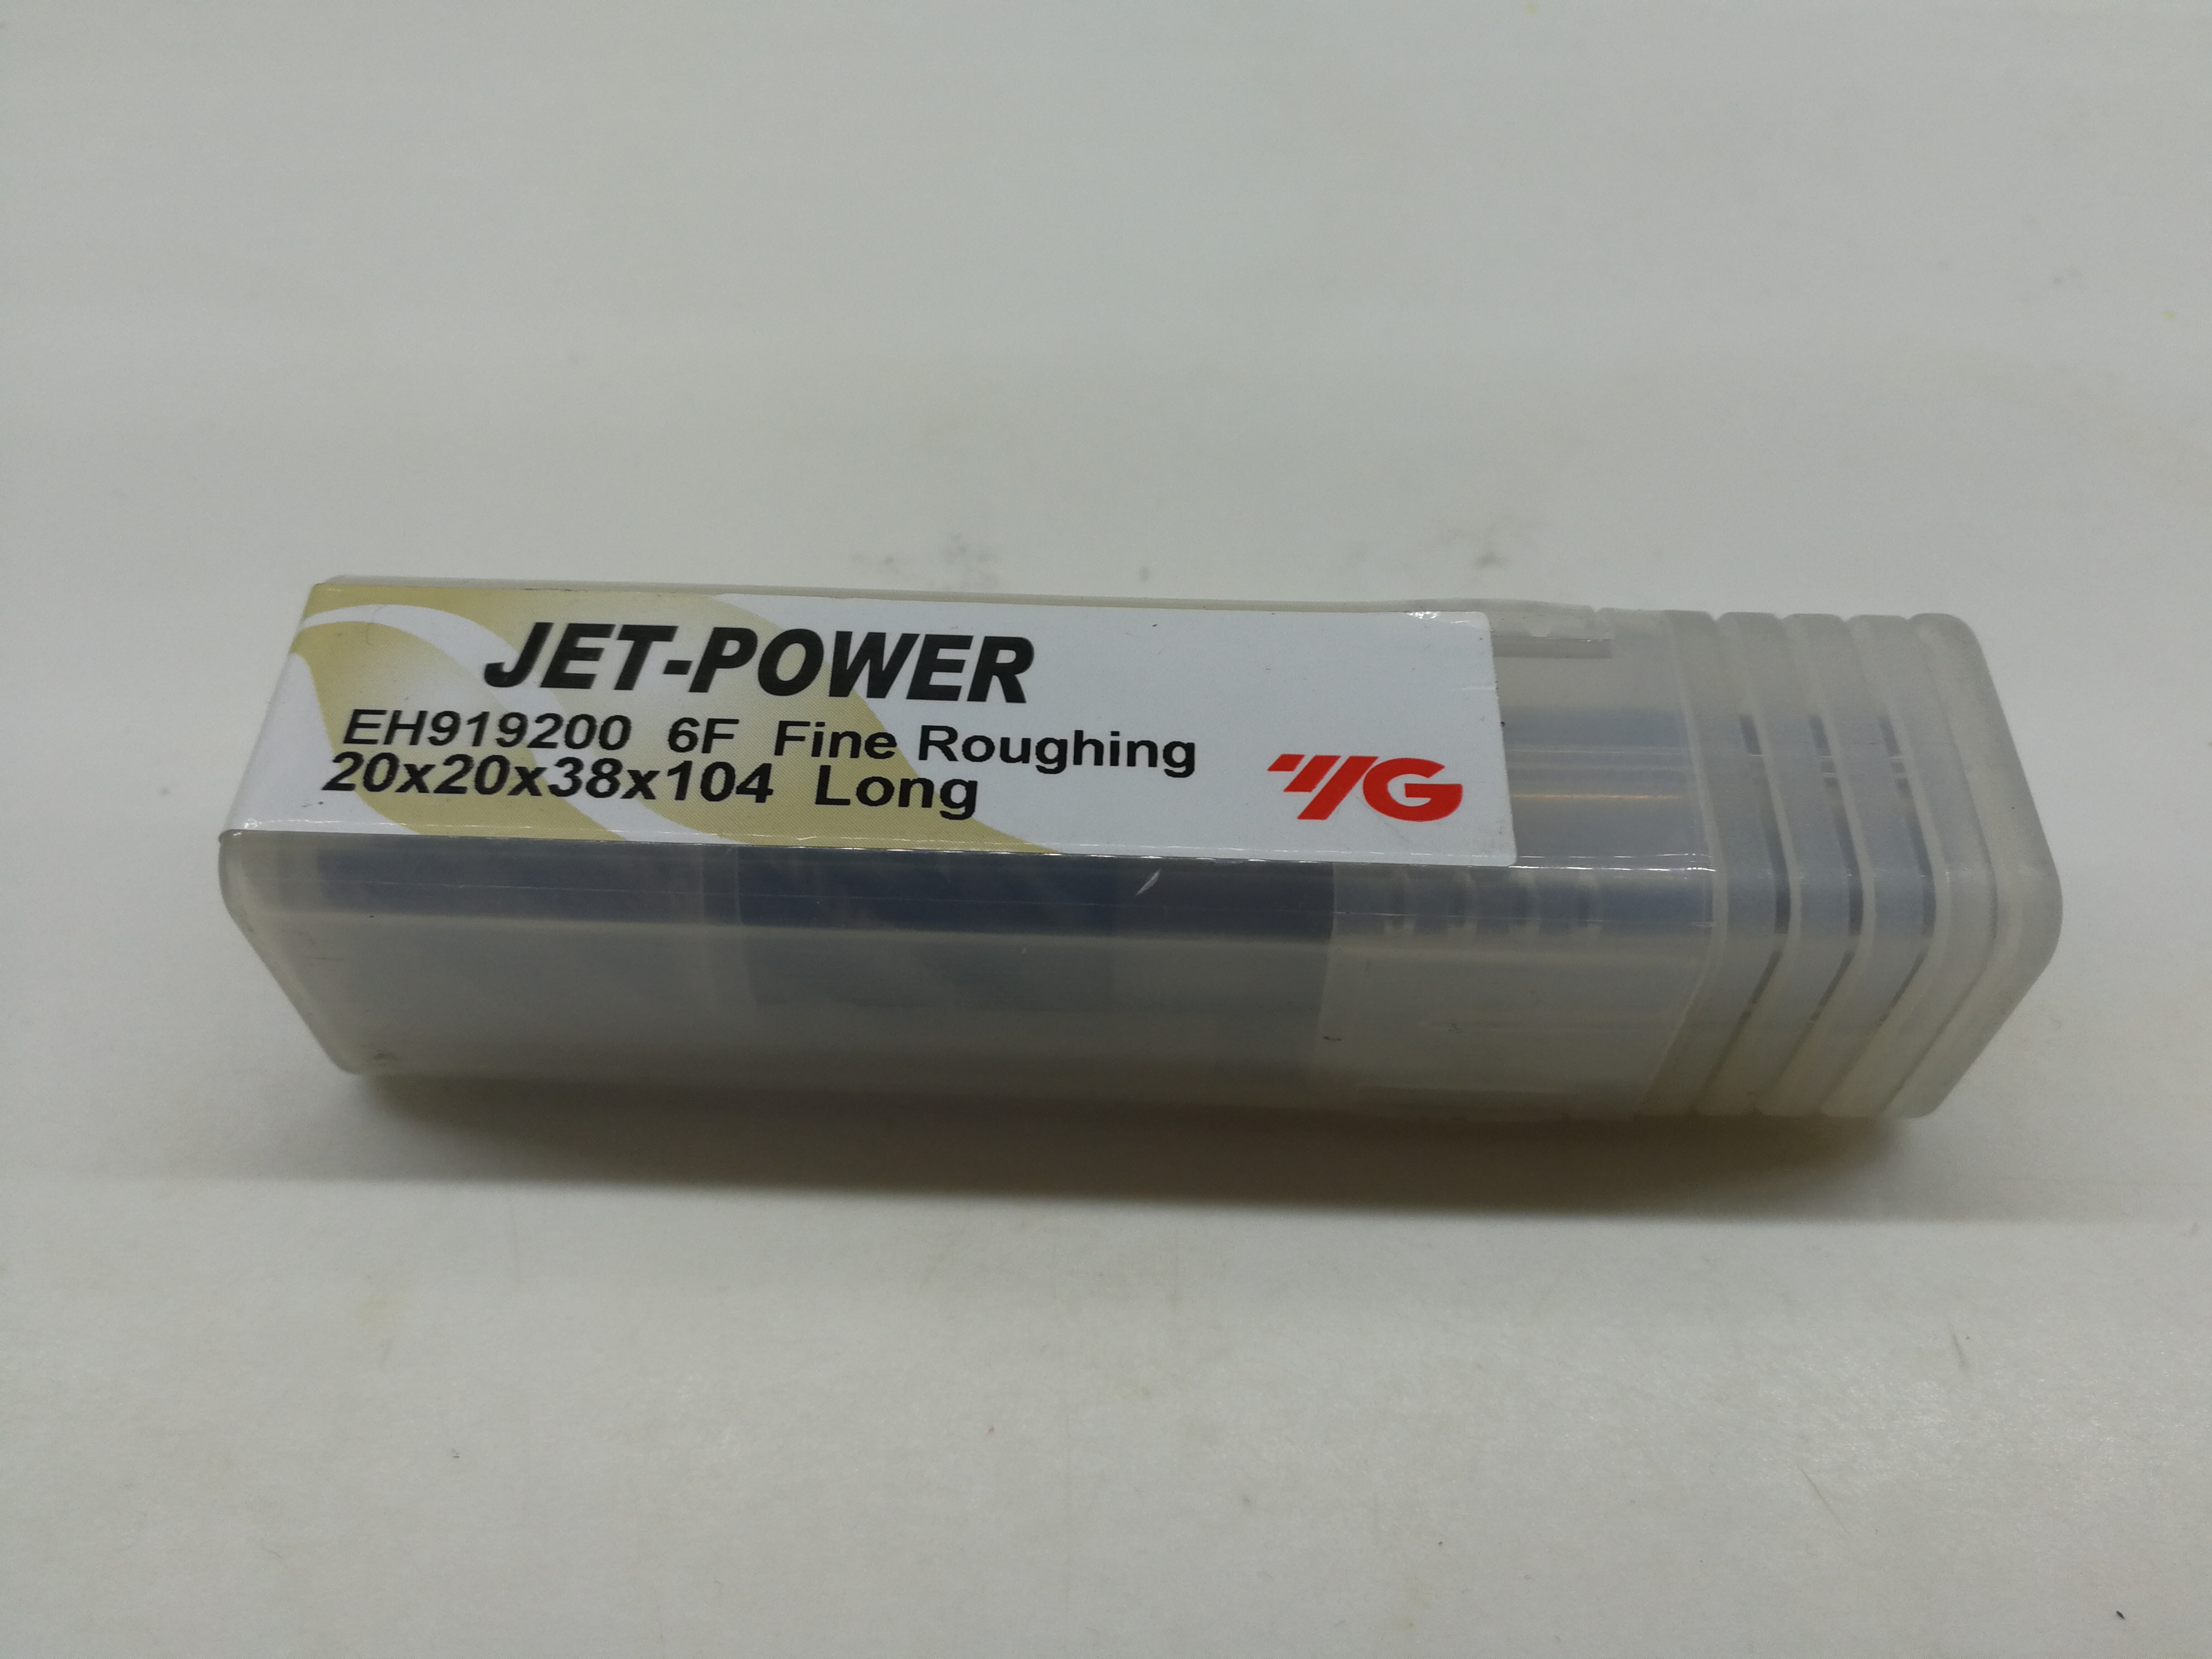 JET-POWER
EH919200 6F Fine Roughing
20x20x38x104 Long
YG